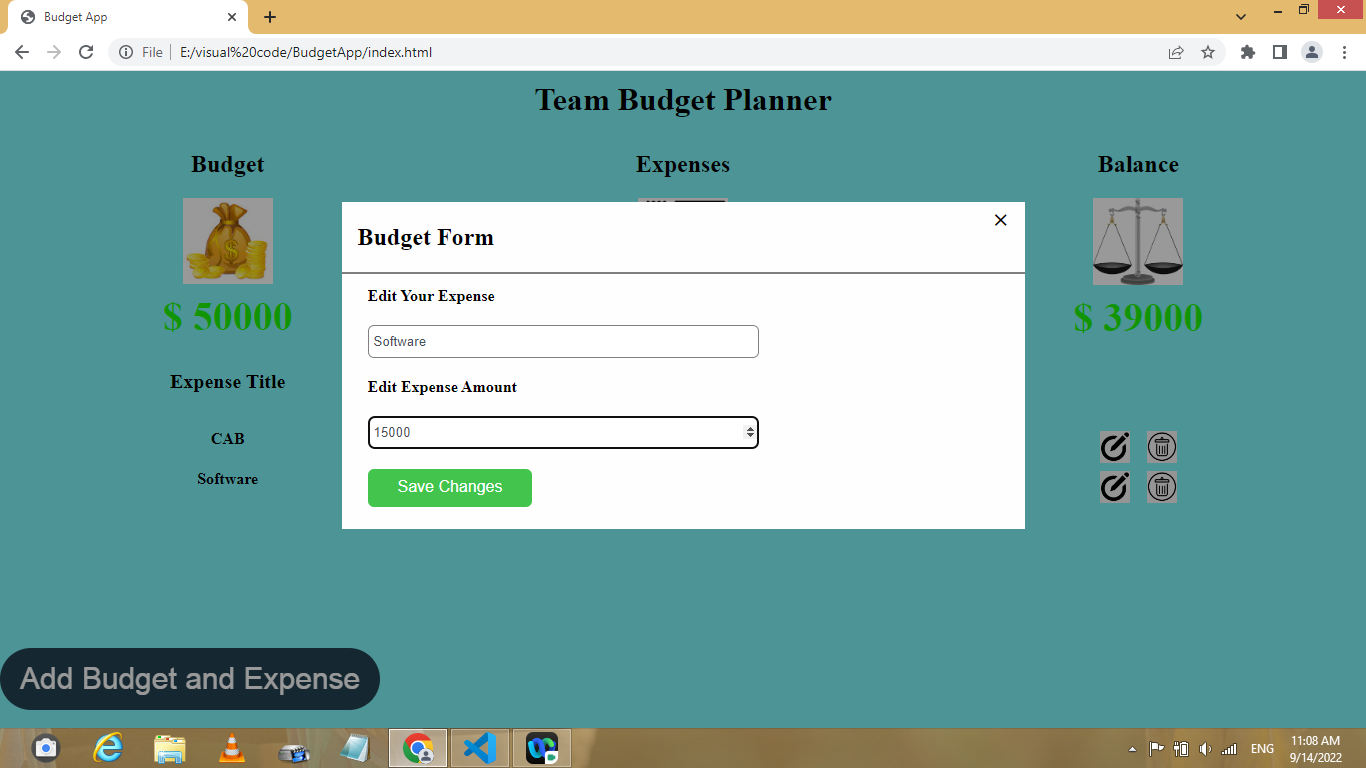 Budget App
File
E:/visual%20code/BudgetApp/index.html
Team Budget Planner
Budget
Expenses
Balance
Budget Form
Edit Your Expense
Software
Edit Expense Amount
15000
Save Changes
$ 50000
$ 39000
Expense Title
CAB
Software
Add Budget and Expense
ENG
11:08 AM
9/14/2022